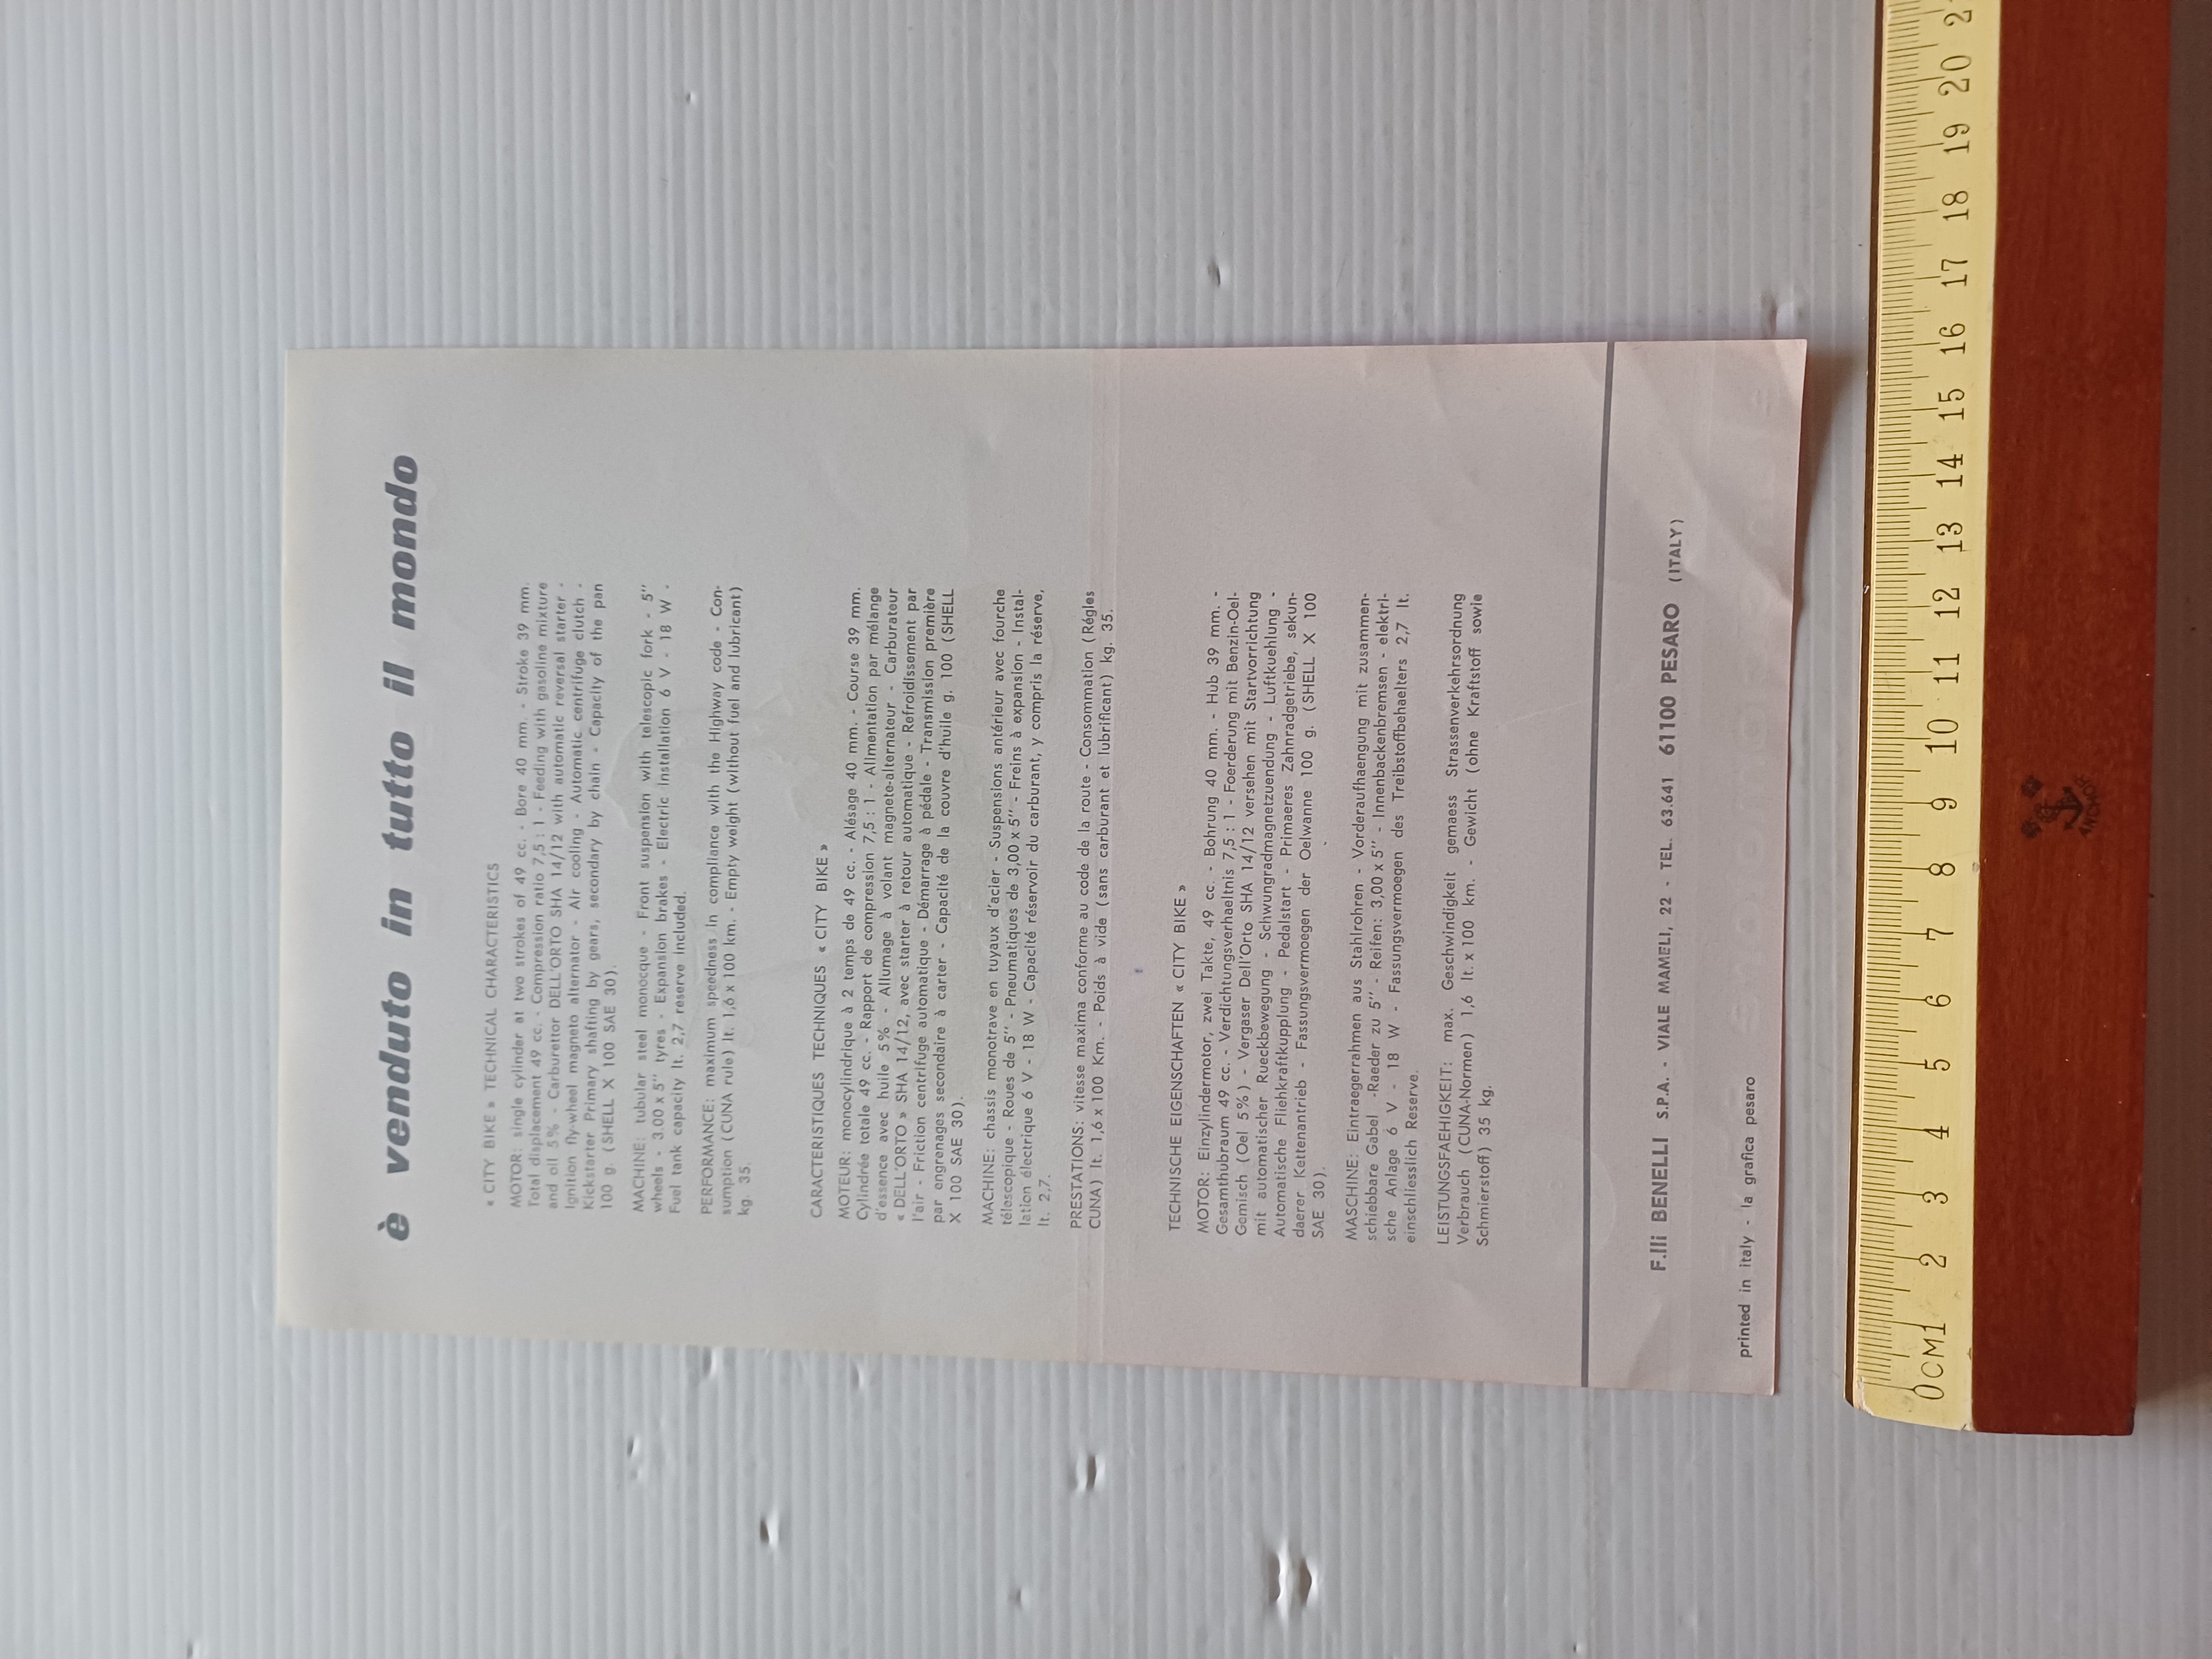 è venduto in tutto il mondo
« CITY BIKE » TECHNICAL CHARACTERISTICS
MOTOR: single cylinder at two strokes of 49 cc. - Bore 40 mm. - Stroke 39 mm.
Total displacement 49 cc. - Compression ratio 7,5 : 1 - Feeding with gasoline mixture
and oil 5% - Carburettor DELL'ORTO SHA 14/12 with automatic reversal starter -
Ignition fly-wheel magneto alternator - Air cooling - Automatic centrifuge clutch -
Kickstarter Primary shafting by gears, secondary by chain - Capacity of the pan
100 g. (SHELL X 100 SAE 30).
MACHINE: tubular steel monocque - Front suspension with telescopic fork - 5''
wheels - 3.00 x 5'' tyres - Expansion brakes - Electric installation 6 V - 18 W -
Fuel tank capacity lt. 2,7 reserve included.
PERFORMANCE: maximum speedness in compliance with the Highway code - Con-
sumption (CUNA rule) lt. 1,6 x 100 km. - Empty weight (without fuel and lubricant)
kg. 35.
CARACTERISTIQUES TECHNIQUES « CITY BIKE »
MOTEUR: monocylindrique à 2 temps de 49 cc. - Alésage 40 mm. - Course 39 mm.
Cylindrée totale 49 cc. - Rapport de compression 7,5 : 1 - Alimentation par mélange
d'essence avec huile 5% - Allumage à volant magnete-alternateur - Carburateur
« DELL'ORTO » SHA 14/12, avec starter à rotour automatique - Refroidissement par
l'air - Friction centrifuge automatique - Démarrage à pédale - Transmission première
par engrenages secondaire à carter - Capacité de la couvre d'huile g. 100 (SHELL
X 100 SAE 30).
MACHINE: chassis monotrave en tuyaux d'acier - Suspensions antérieur avec fourche
téloscopique - Roues de 5'' - Pneumatiques de 3,00 x 5'' - Freins à expansion - Instal-
lation électrique 6 V - 18 W - Capacité réservoir du carburant, y compris la réserve,
lt. 2,7.
PRESTATIONS: vitesse maxima conforme au code de la route - Consommation (Régles
CUNA) lt. 1,6 x 100 Km. - Poids à vide (sans carburant et lubrificant) kg. 35.
TECHNISCHE EIGENSCHAFTEN « CITY BIKE »
MOTOR: Einzylindermotor, zwei Takte, 49 cc. - Bohrung 40 mm. - Hub 39 mm. -
Gesamthubraum 49 cc. - Verdichtungsverhaeltnis 7,5 : 1 - Foerderung mit Benzin-Oel-
Gemisch (Oel 5%) - Vergaser Dell'Orto SHA 14/12 versehen mit Startvorrichtung
mit automatischer Rueckbewegung - Schwungradmagnetzuendung - Luftkuehlung -
Automatische Fliehkraftkupplung - Pedalstart - Primaeres Zahnradgetriebe, sekun-
daerer Kettenantrieb - Fassungsvermoegen der Oelwanne 100 g. (SHELL X 100
SAE 30).
MASCHINE: Eintraegerrahmen aus Stahlrohren - Vorderaufhaengung mit zusammen-
schiebbare Gabel -Raeder zu 5'' - Reifen: 3,00 x 5'' - Innenbackenbremsen - elektri-
sche Anlage 6 V - 18 W - Fassungsvermoegen des Treibstoffbehaelters 2,7 lt.
einschliesslich Reserve.
LEISTUNGSFAEHIGKEIT: max. Geschwindigkeit gemaess Strassenverkehrsordnung
Verbrauch (CUNA-Normen) 1,6 lt. x 100 km. - Gewicht (ohne Kraftstoff sowie
Schmierstoff) 35 kg.
F.lli BENELLI S.P.A. - VIALE MAMELI, 22 - TEL. 63.641 61100 PESARO (ITALY)
printed in italy - la grafica pesaro
0CM1 2 3 4 5 6 7 8 9 10 11 12 13 14 15 16 17 18 19 20 2
ANCHOR